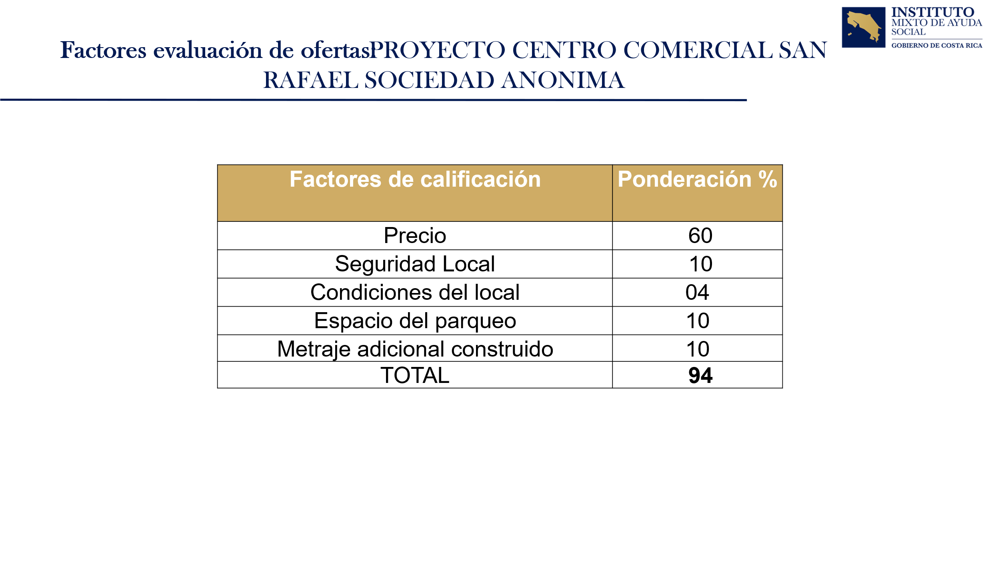 INSTITUTO
MIXTO DE AYUDA
SOCIAL
GOBIERNO DE COSTA RICA
Factores evaluación de ofertasPROYECTO CENTRO COMERCIAL SAN
RAFAEL SOCIEDAD ANONIMA
Factores de calificación Ponderación %
Precio 60
Seguridad Local 10
Condiciones del local 04
Espacio del parqueo 10
Metraje adicional construido 10
TOTAL 94